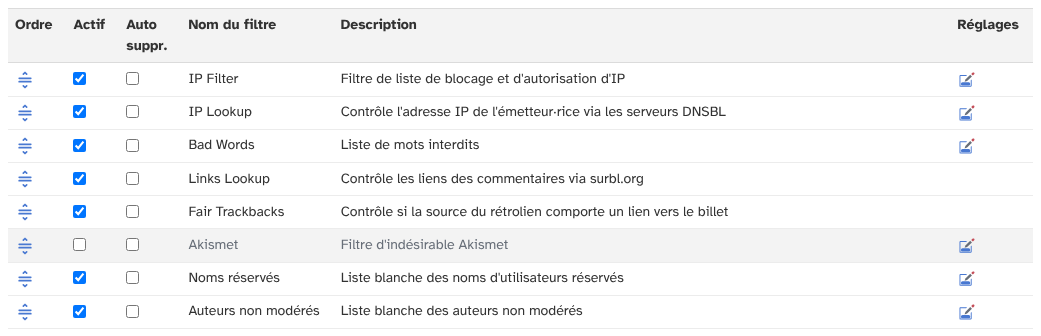 Ordre Actif Auto suppr. Nom du filtre Description Réglages
IP Filter Filtre de liste de blocage et d'autorisation d'IP
IP Lookup Contrôle l'adresse IP de l'émetteur·rice via les serveurs DNSBL
Bad Words Liste de mots interdits
Links Lookup Contrôle les liens des commentaires via surbl.org
Fair Trackbacks Contrôle si la source du rétrolien comporte un lien vers le billet
Akismet Filtre d'indésirable Akismet
Noms réservés Liste blanche des noms d'utilisateurs réservés
Auteurs non modérés Liste blanche des auteurs non modérés